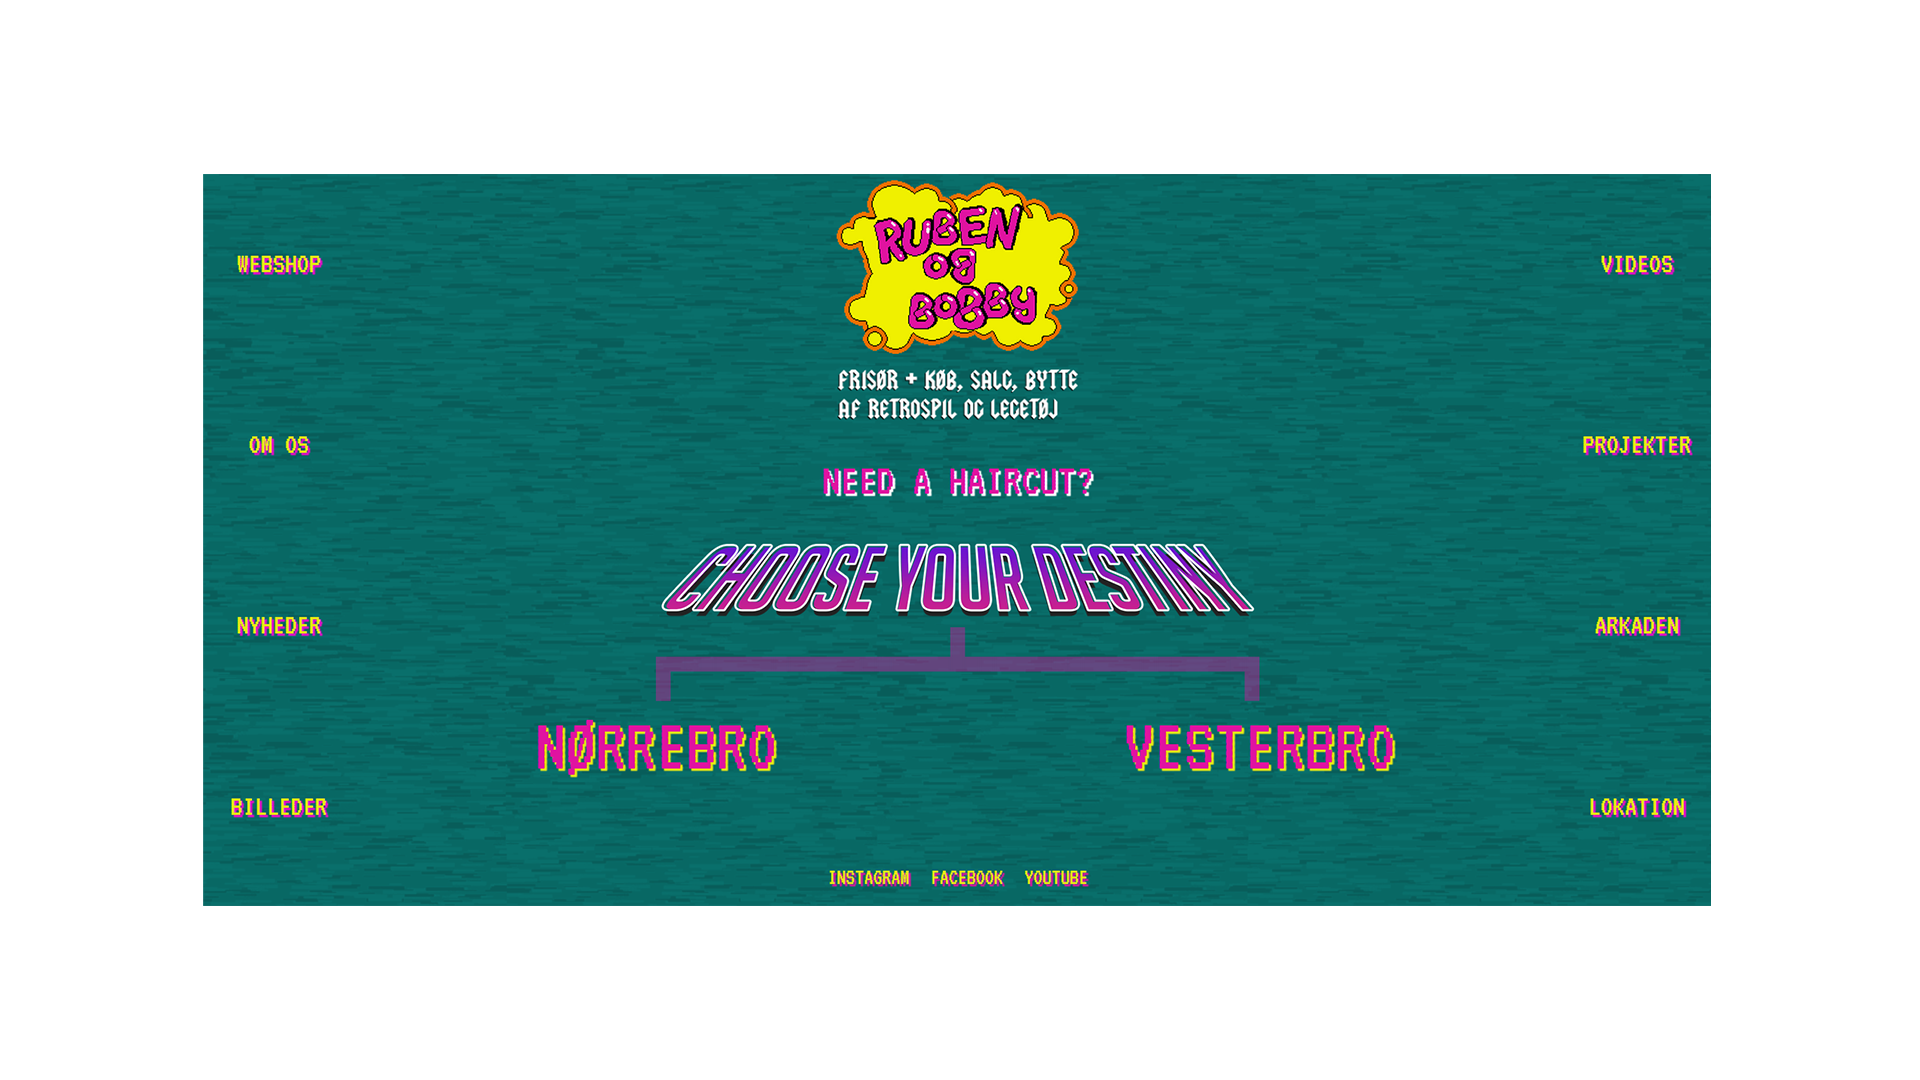 RUBEN
OG
BOBBY
FRISØR + KØB, SALG, BYTTE
AF RETROSPIL OG LEGETØJ
WEBSHOP
VIDEOS
OM OS
PROJEKTER
NEED A HAIRCUT?
CHOOSE YOUR DESTINY
NYHEDER
ARKADEN
NØRREBRO
VESTERBRO
BILLEDER
LOKATION
INSTAGRAM FACEBOOK YOUTUBE